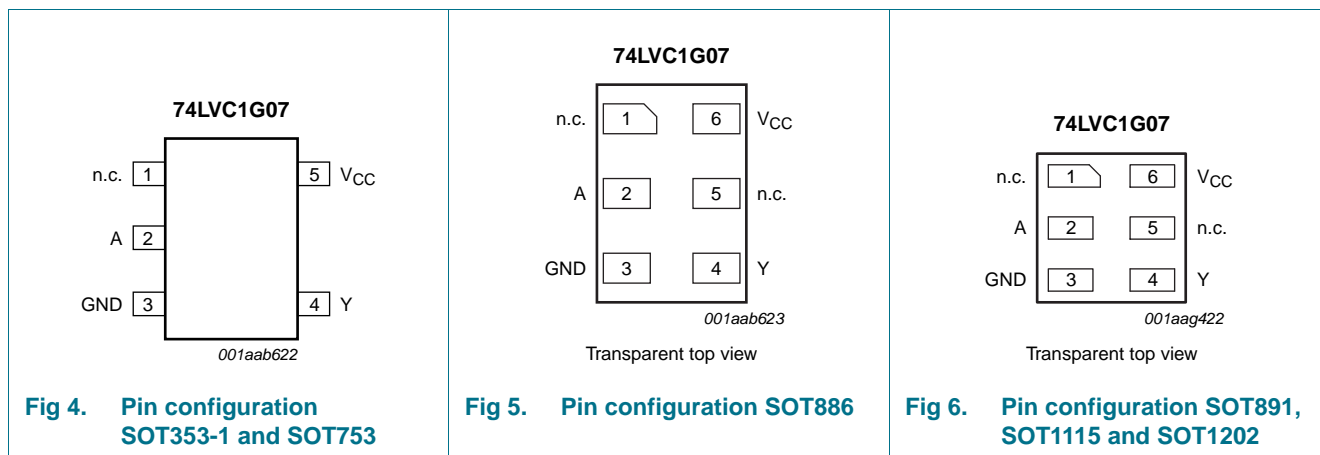 74LVC1G07
n.c. 1
5 VCC
A 2
GND 3
4 Y
001aab622
Fig 4. Pin configuration
SOT353-1 and SOT753
74LVC1G07
n.c. 1
6 VCC
A 2
5 n.c.
GND 3
4 Y
001aab623
Transparent top view
Fig 5. Pin configuration SOT886
74LVC1G07
n.c. 1
6 VCC
A 2
5 n.c.
GND 3
4 Y
001aag422
Transparent top view
Fig 6. Pin configuration SOT891,
SOT1115 and SOT1202